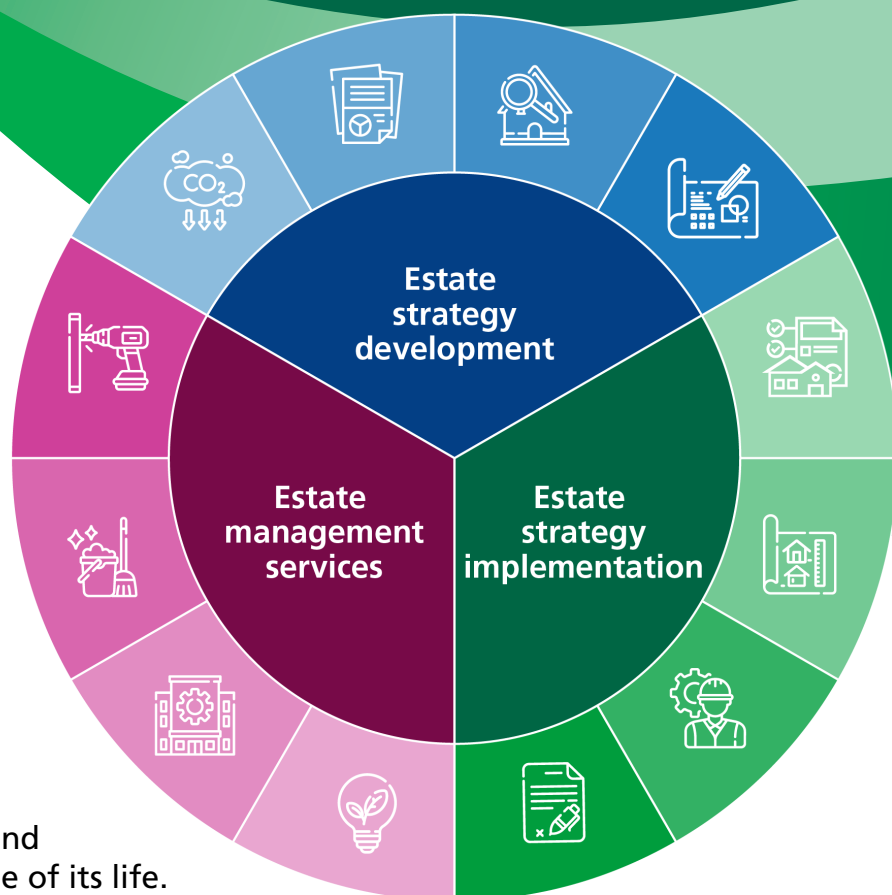 CO₂
Estate
strategy
development
Estate
management
services
Estate
strategy
implementation
nd
e of its life.